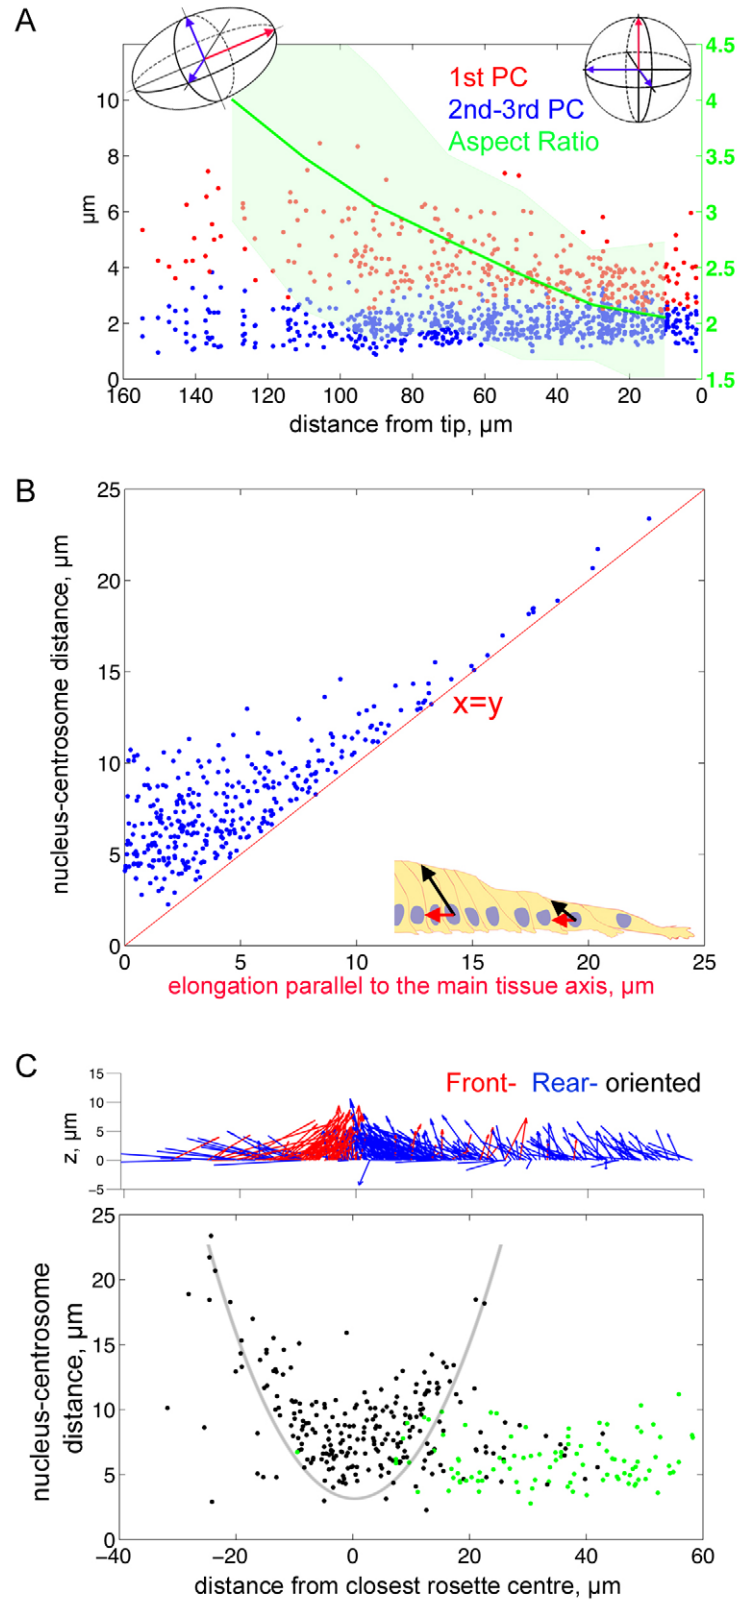 A
1st PC
2nd-3rd PC
Aspect Ratio
µm
10
8
6
4
2
0
4.5
4
3.5
3
2.5
2
1.5
160 140 120 100 80 60 40 20 0
distance from tip, µm
B
nucleus-centrosome distance, µm
25
20
15
10
5
0
x=y
0 5 10 15 20 25
elongation parallel to the main tissue axis, µm
C
Front- Rear- oriented
z, µm
15
10
5
0
−5
nucleus-centrosome
distance, µm
25
20
15
10
5
0
−40 −20 0 20 40 60
distance from closest rosette centre, µm